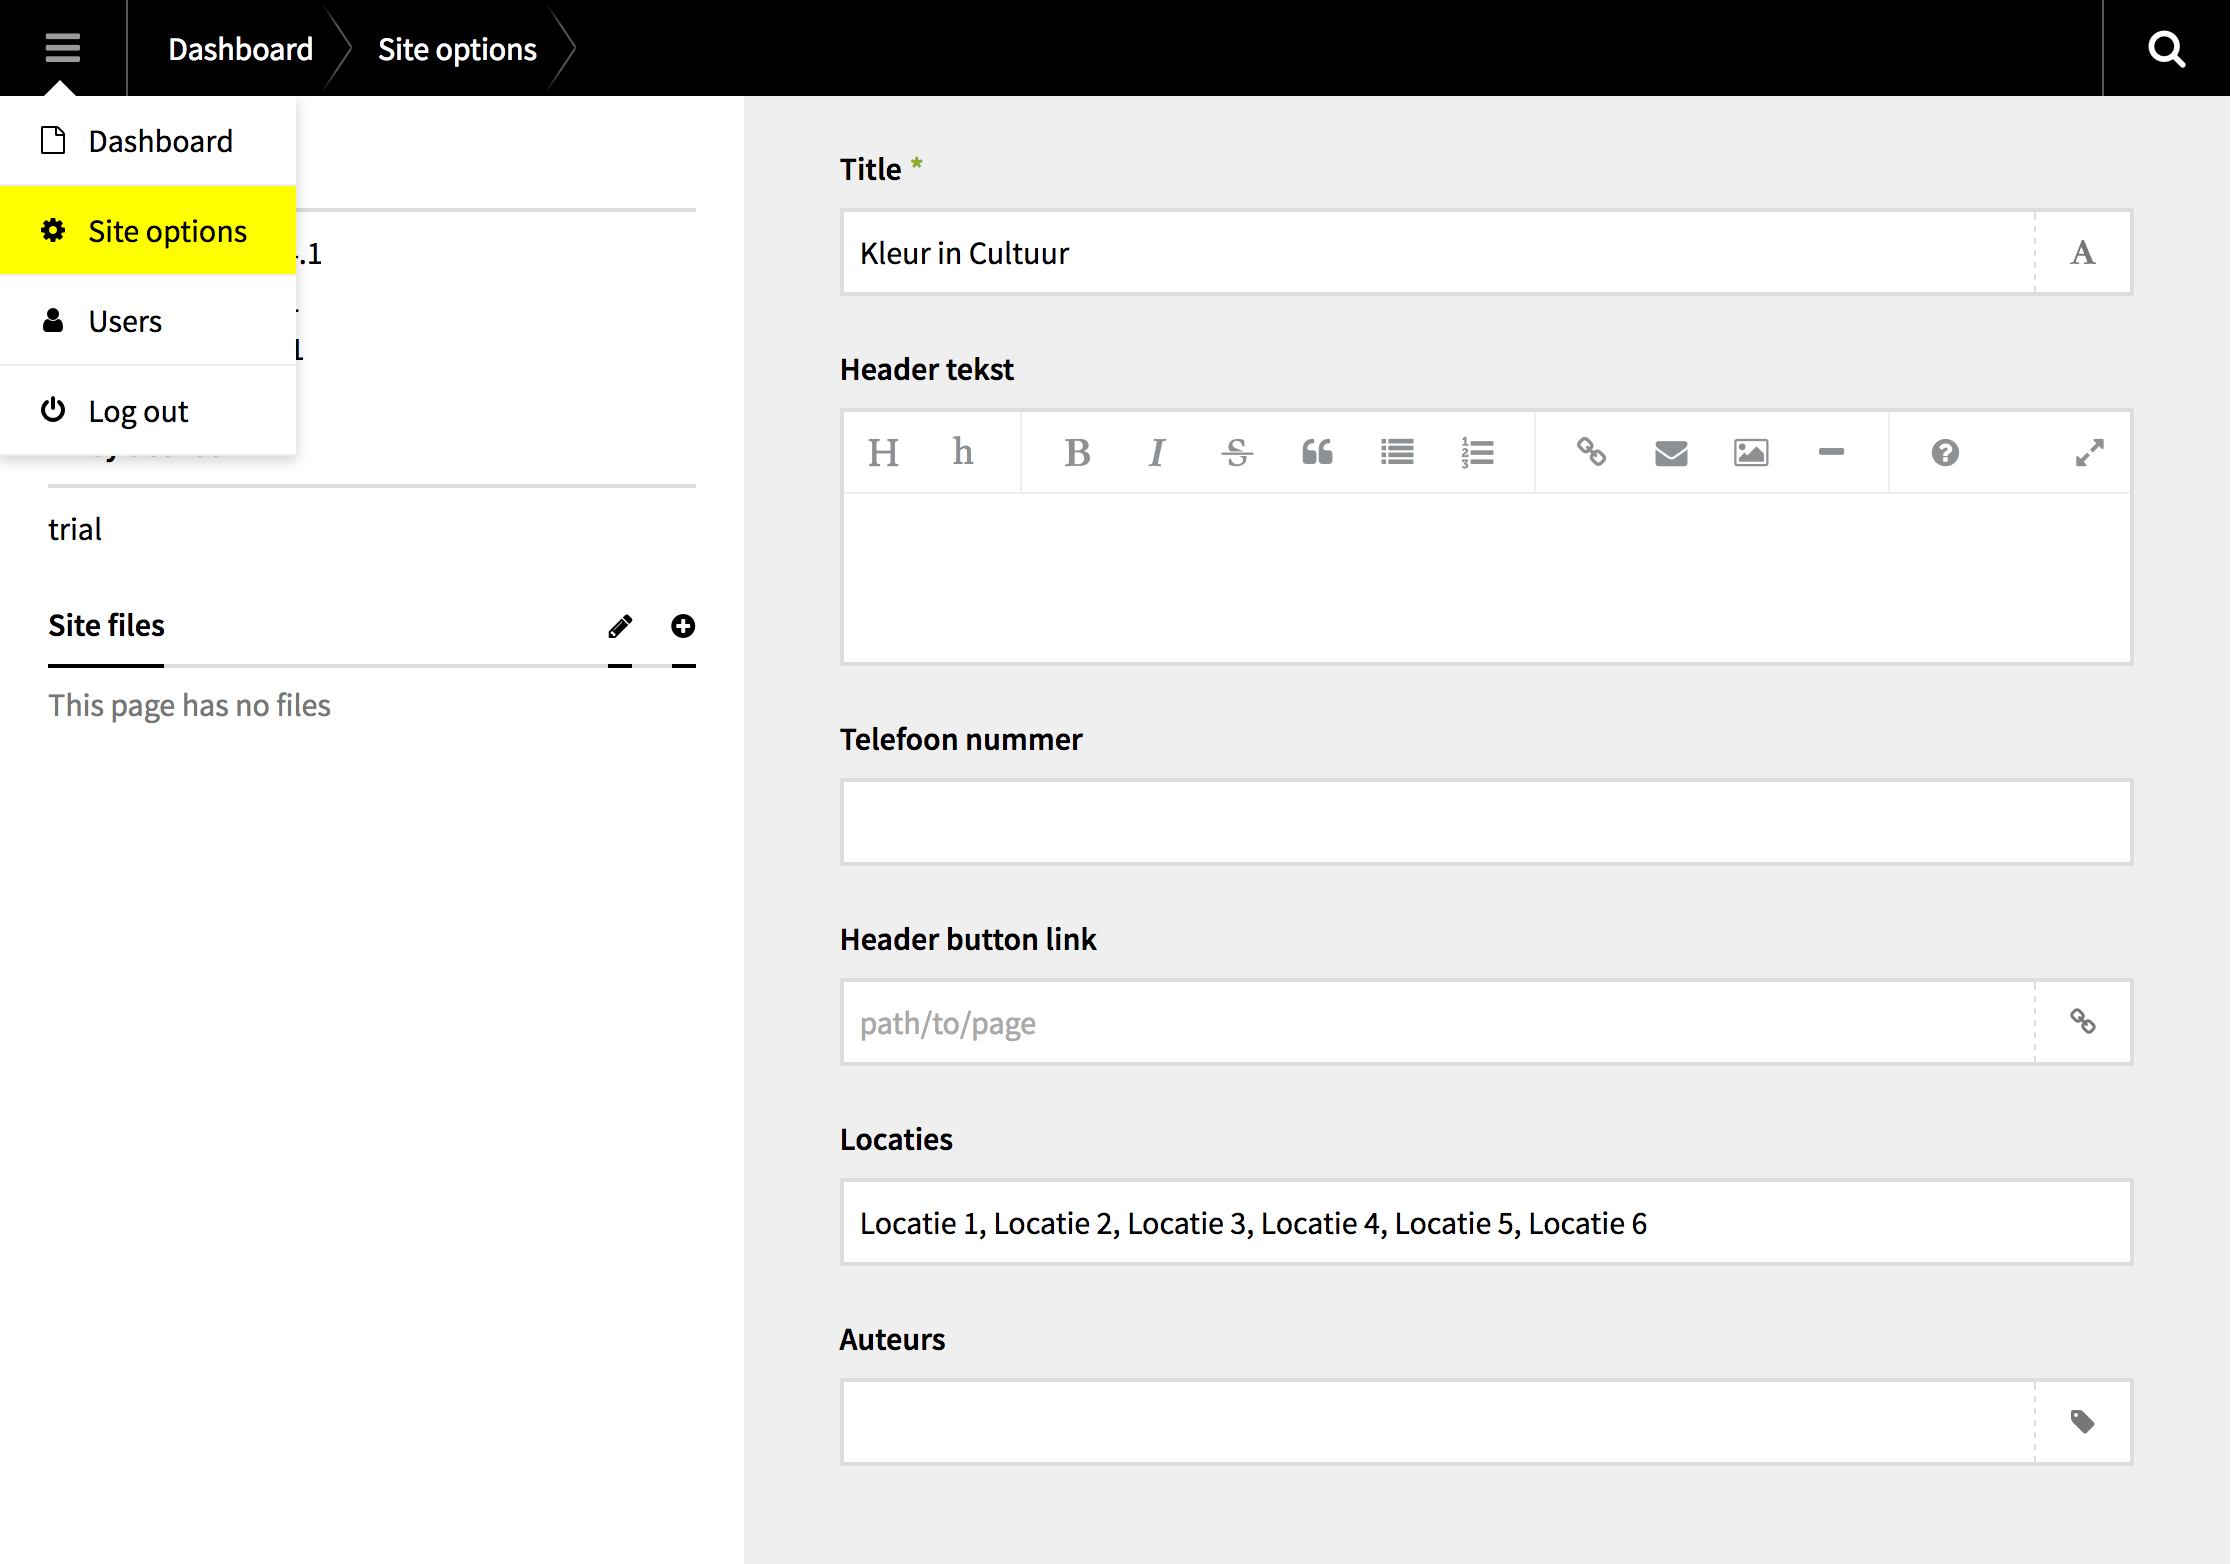 Dashboard
Site options
Dashboard
Site options
Users
Log out
.1
1
trial
Site files
This page has no files
Title *
Kleur in Cultuur
A
Header tekst
H h B I S
Telefoon nummer
Header button link
path/to/page
Locaties
Locatie 1, Locatie 2, Locatie 3, Locatie 4, Locatie 5, Locatie 6
Auteurs